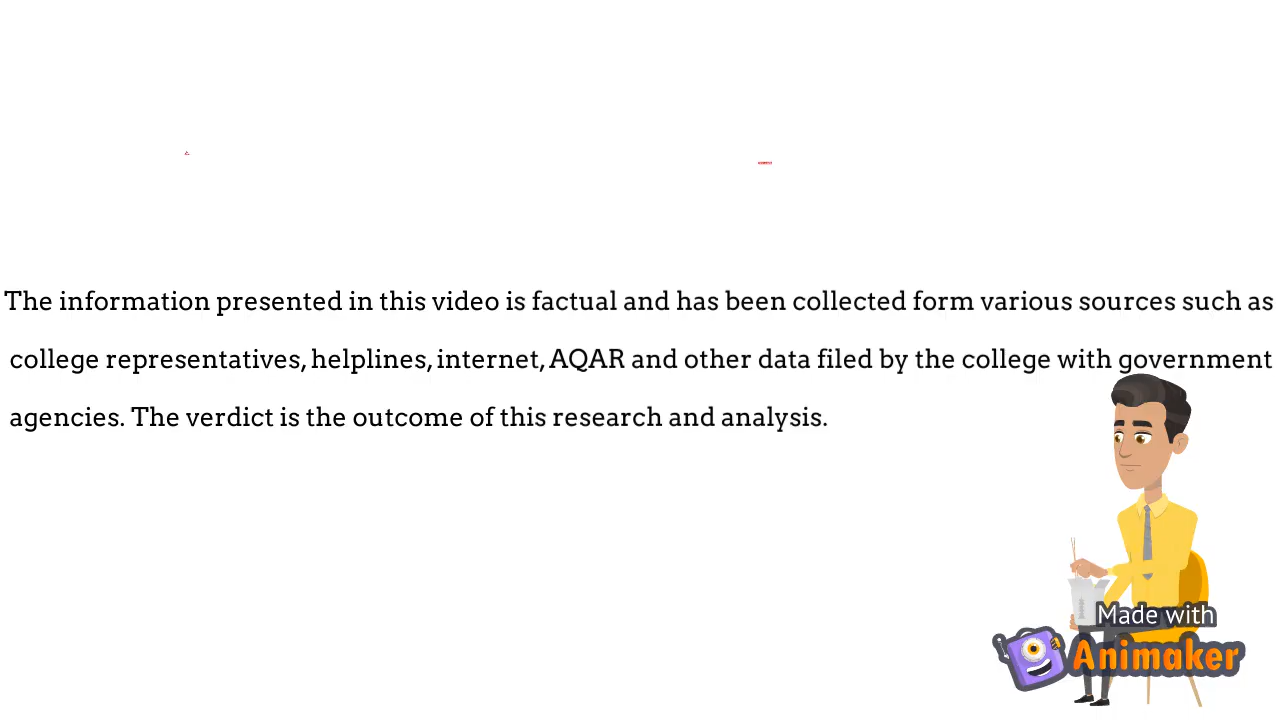 The information presented in this video is factual and has been collected form various sources such as
college representatives, helplines, internet, AQAR and other data filed by the college with government
agencies. The verdict is the outcome of this research and analysis.
Made with
Animaker